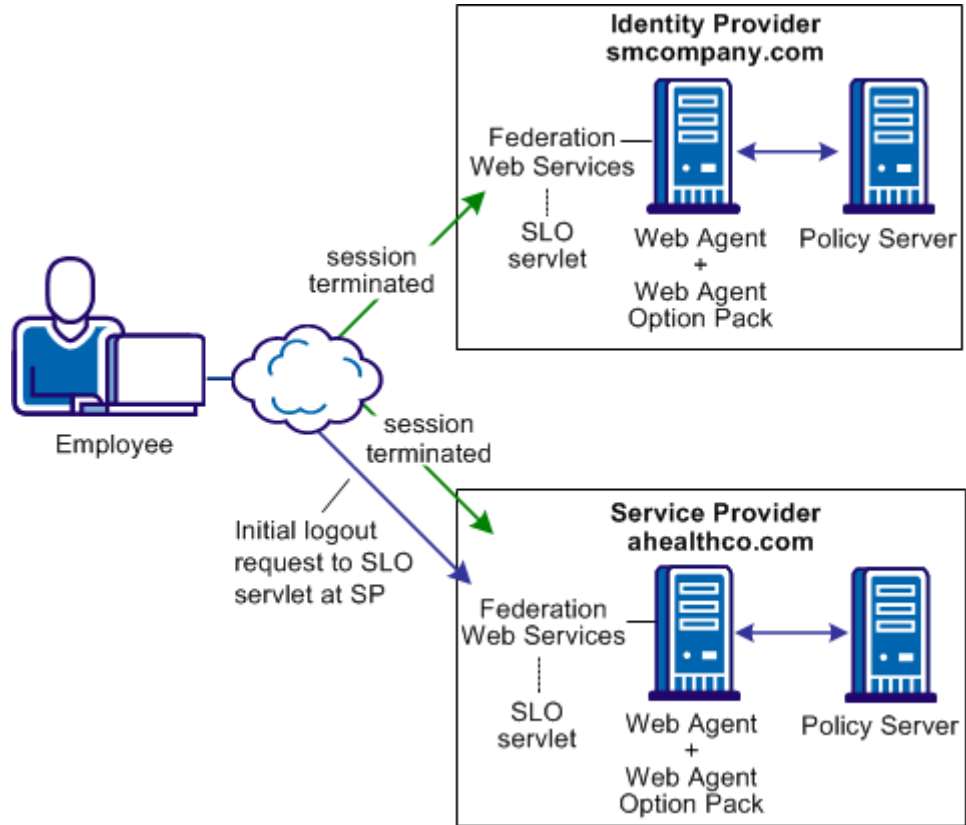 Identity Provider
smcompany.com
Federation
Web Services
SLO
servlet
Web Agent
+
Web Agent
Option Pack
Policy Server
session
terminated
Employee
session
terminated
Initial logout
request to SLO
servlet at SP
Service Provider
ahealthco.com
Federation
Web Services
SLO
servlet
Web Agent
+
Web Agent
Option Pack
Policy Server